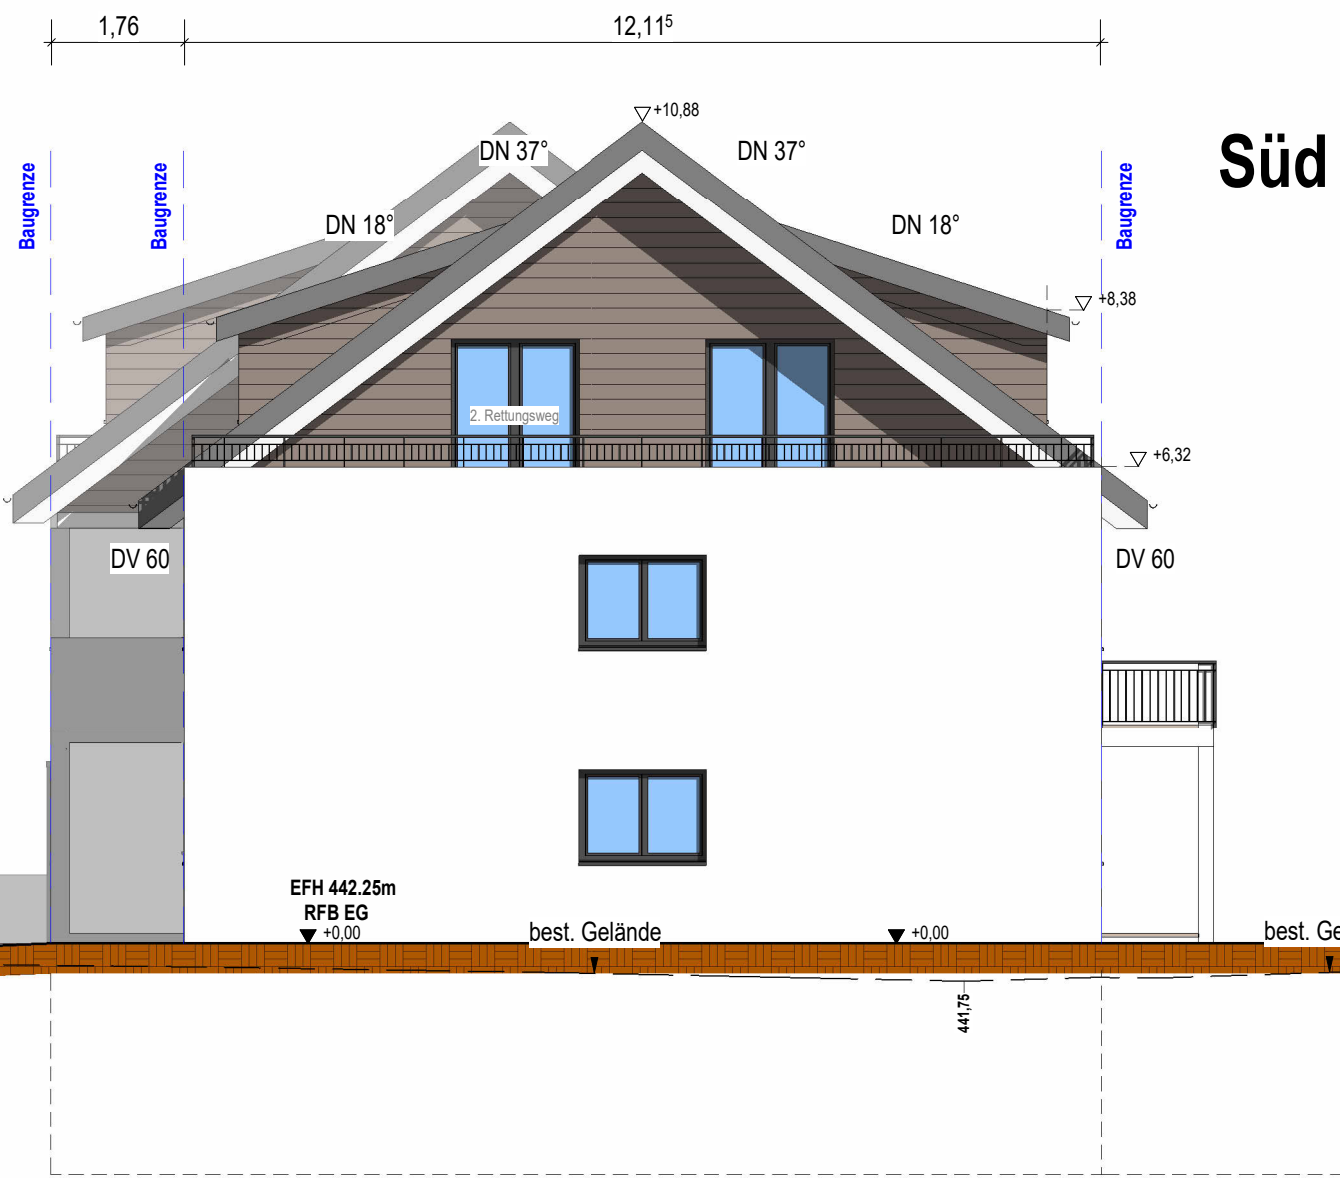 1,76
12,11⁵
+10,88
DN 37°
DN 37°
Süd
Baugrenze
Baugrenze
Baugrenze
DN 18°
DN 18°
+8,38
2. Rettungsweg
+6,32
DV 60
DV 60
EFH 442.25m
RFB EG
+0,00
best. Gelände
+0,00
best. Ge
441,75